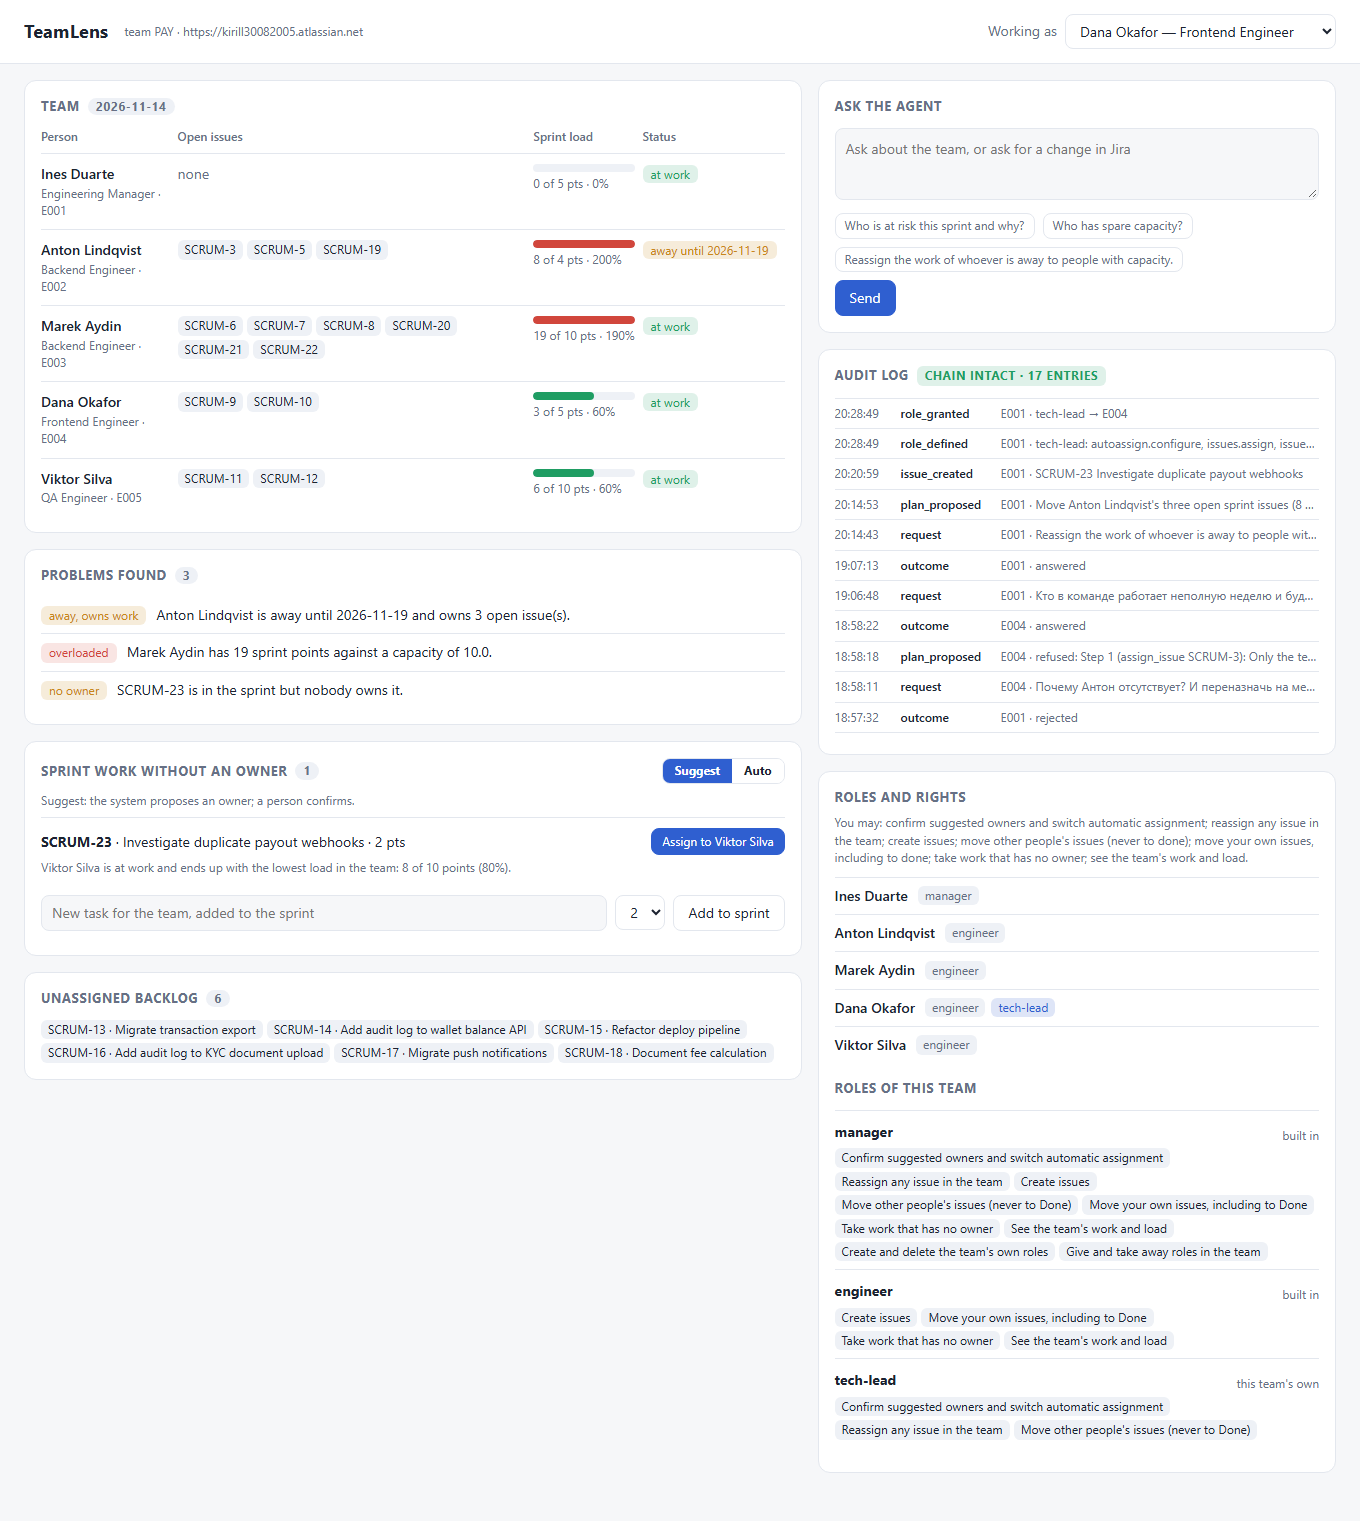 TeamLens
team PAY · https://kirill30082005.atlassian.net
Working as
Dana Okafor — Frontend Engineer
TEAM 2026-11-14
Person Open issues Sprint load Status
Ines Duarte
Engineering Manager ·
E001
none
0 of 5 pts · 0%
at work
Anton Lindqvist
Backend Engineer ·
E002
SCRUM-3 SCRUM-5 SCRUM-19
8 of 4 pts · 200%
away until 2026-11-19
Marek Aydin
Backend Engineer ·
E003
SCRUM-6 SCRUM-7 SCRUM-8 SCRUM-20
SCRUM-21 SCRUM-22
19 of 10 pts · 190%
at work
Dana Okafor
Frontend Engineer ·
E004
SCRUM-9 SCRUM-10
3 of 5 pts · 60%
at work
Viktor Silva
QA Engineer · E005
SCRUM-11 SCRUM-12
6 of 10 pts · 60%
at work
PROBLEMS FOUND 3
away, owns work Anton Lindqvist is away until 2026-11-19 and owns 3 open issue(s).
overloaded Marek Aydin has 19 sprint points against a capacity of 10.0.
no owner SCRUM-23 is in the sprint but nobody owns it.
SPRINT WORK WITHOUT AN OWNER 1
Suggest Auto
Suggest: the system proposes an owner; a person confirms.
SCRUM-23 · Investigate duplicate payout webhooks · 2 pts
Assign to Viktor Silva
Viktor Silva is at work and ends up with the lowest load in the team: 8 of 10 points (80%).
New task for the team, added to the sprint
2
Add to sprint
UNASSIGNED BACKLOG 6
SCRUM-13 · Migrate transaction export SCRUM-14 · Add audit log to wallet balance API SCRUM-15 · Refactor deploy pipeline
SCRUM-16 · Add audit log to KYC document upload SCRUM-17 · Migrate push notifications SCRUM-18 · Document fee calculation
ASK THE AGENT
Ask about the team, or ask for a change in Jira
Who is at risk this sprint and why? Who has spare capacity?
Reassign the work of whoever is away to people with capacity.
Send
AUDIT LOG CHAIN INTACT · 17 ENTRIES
20:28:49 role_granted E001 · tech-lead → E004
20:28:49 role_defined E001 · tech-lead: autoassign.configure, issues.assign, issue...
20:20:59 issue_created E001 · SCRUM-23 Investigate duplicate payout webhooks
20:14:53 plan_proposed E001 · Move Anton Lindqvist's three open sprint issues (8 ...
20:14:43 request E001 · Reassign the work of whoever is away to people wit...
19:07:13 outcome E001 · answered
19:06:48 request E001 · Кто в команде работает неполную неделю и буд...
18:58:22 outcome E004 · answered
18:58:18 plan_proposed E004 · refused: Step 1 (assign_issue SCRUM-3): Only the te...
18:58:11 request E004 · Почему Антон отсутствует? И переназначь на ме...
18:57:32 outcome E001 · rejected
ROLES AND RIGHTS
You may: confirm suggested owners and switch automatic assignment; reassign any issue in
the team; create issues; move other people's issues (never to done); move your own issues,
including to done; take work that has no owner; see the team's work and load.
Ines Duarte manager
Anton Lindqvist engineer
Marek Aydin engineer
Dana Okafor engineer tech-lead
Viktor Silva engineer
ROLES OF THIS TEAM
manager built in
Confirm suggested owners and switch automatic assignment
Reassign any issue in the team Create issues
Move other people's issues (never to Done) Move your own issues, including to Done
Take work that has no owner See the team's work and load
Create and delete the team's own roles Give and take away roles in the team
engineer built in
Create issues Move your own issues, including to Done
Take work that has no owner See the team's work and load
tech-lead this team's own
Confirm suggested owners and switch automatic assignment
Reassign any issue in the team Move other people's issues (never to Done)